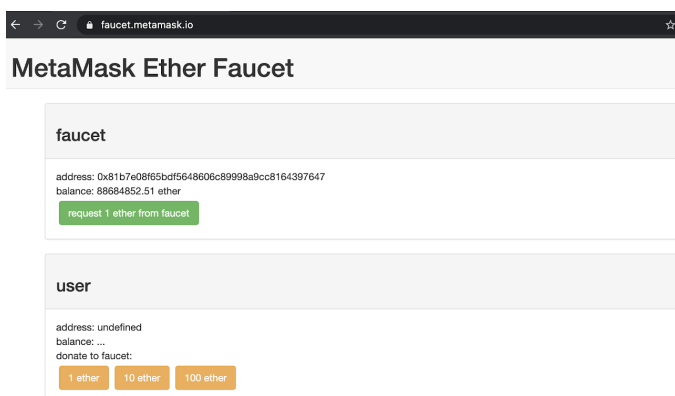 faucet.metamask.io
MetaMask Ether Faucet
faucet
address: 0x81b7e08f65bdf5648606c89998a9cc8164397647
balance: 88684852.51 ether
request 1 ether from faucet
user
address: undefined
balance: ...
donate to faucet:
1 ether 10 ether 100 ether